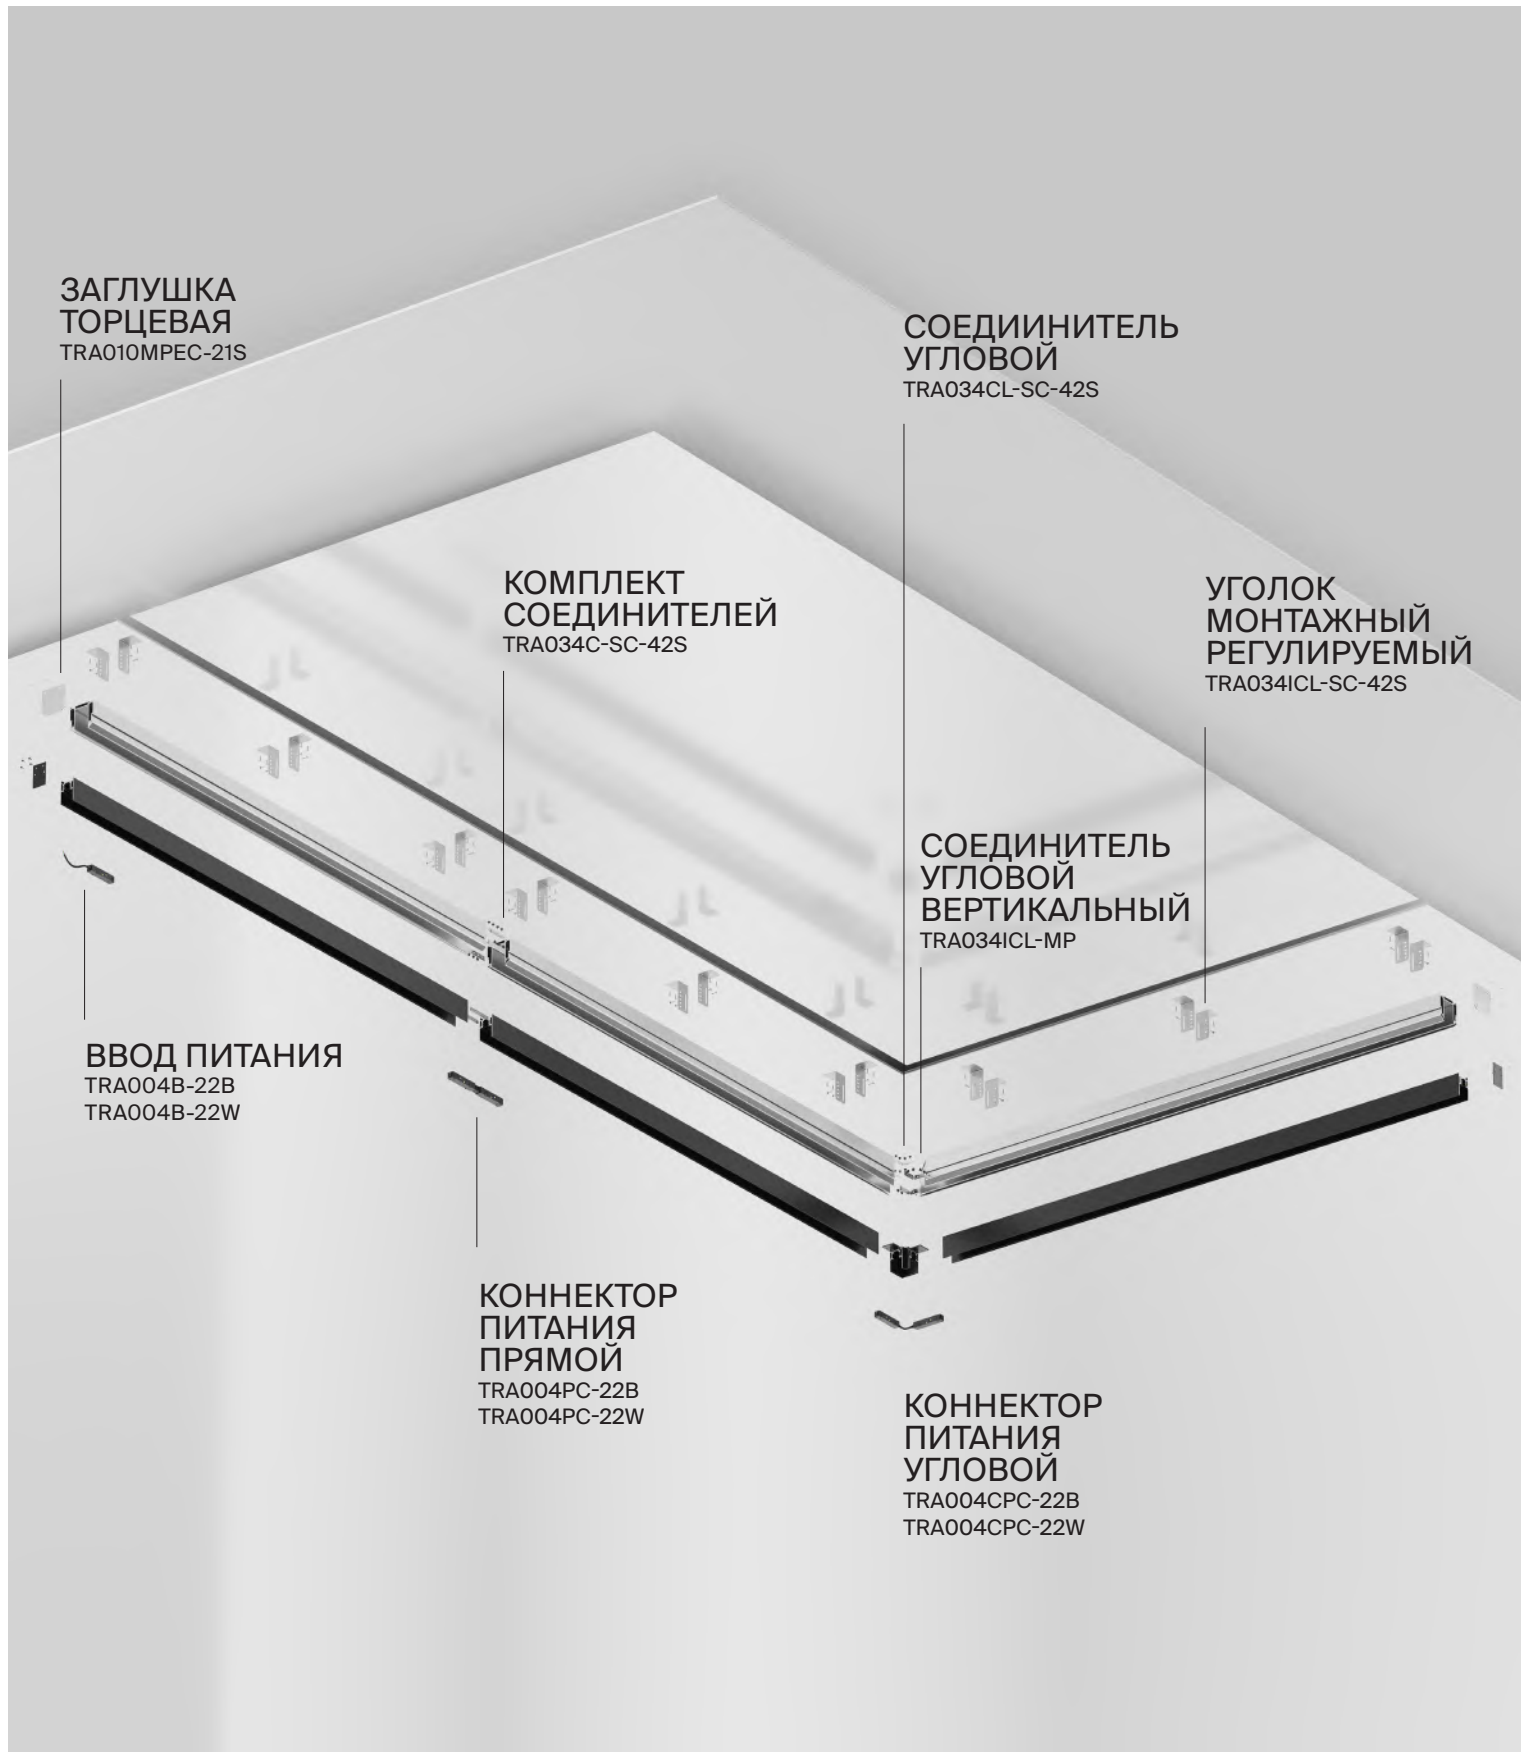 ЗАГЛУШКА
ТОРЦЕВАЯ
TRA010MPEC-21S
СОЕДИИНИТЕЛЬ
УГЛОВОЙ
TRA034CL-SC-42S
КОМПЛЕКТ
СОЕДИНИТЕЛЕЙ
TRA034C-SC-42S
УГОЛОК
МОНТАЖНЫЙ
РЕГУЛИРУЕМЫЙ
TRA034ICL-SC-42S
СОЕДИНИТЕЛЬ
УГЛОВОЙ
ВЕРТИКАЛЬНЫЙ
TRA034ICL-MP
ВВОД ПИТАНИЯ
TRA004B-22B
TRA004B-22W
КОННЕКТОР
ПИТАНИЯ
ПРЯМОЙ
TRA004PC-22B
TRA004PC-22W
КОННЕКТОР
ПИТАНИЯ
УГЛОВОЙ
TRA004CPC-22B
TRA004CPC-22W